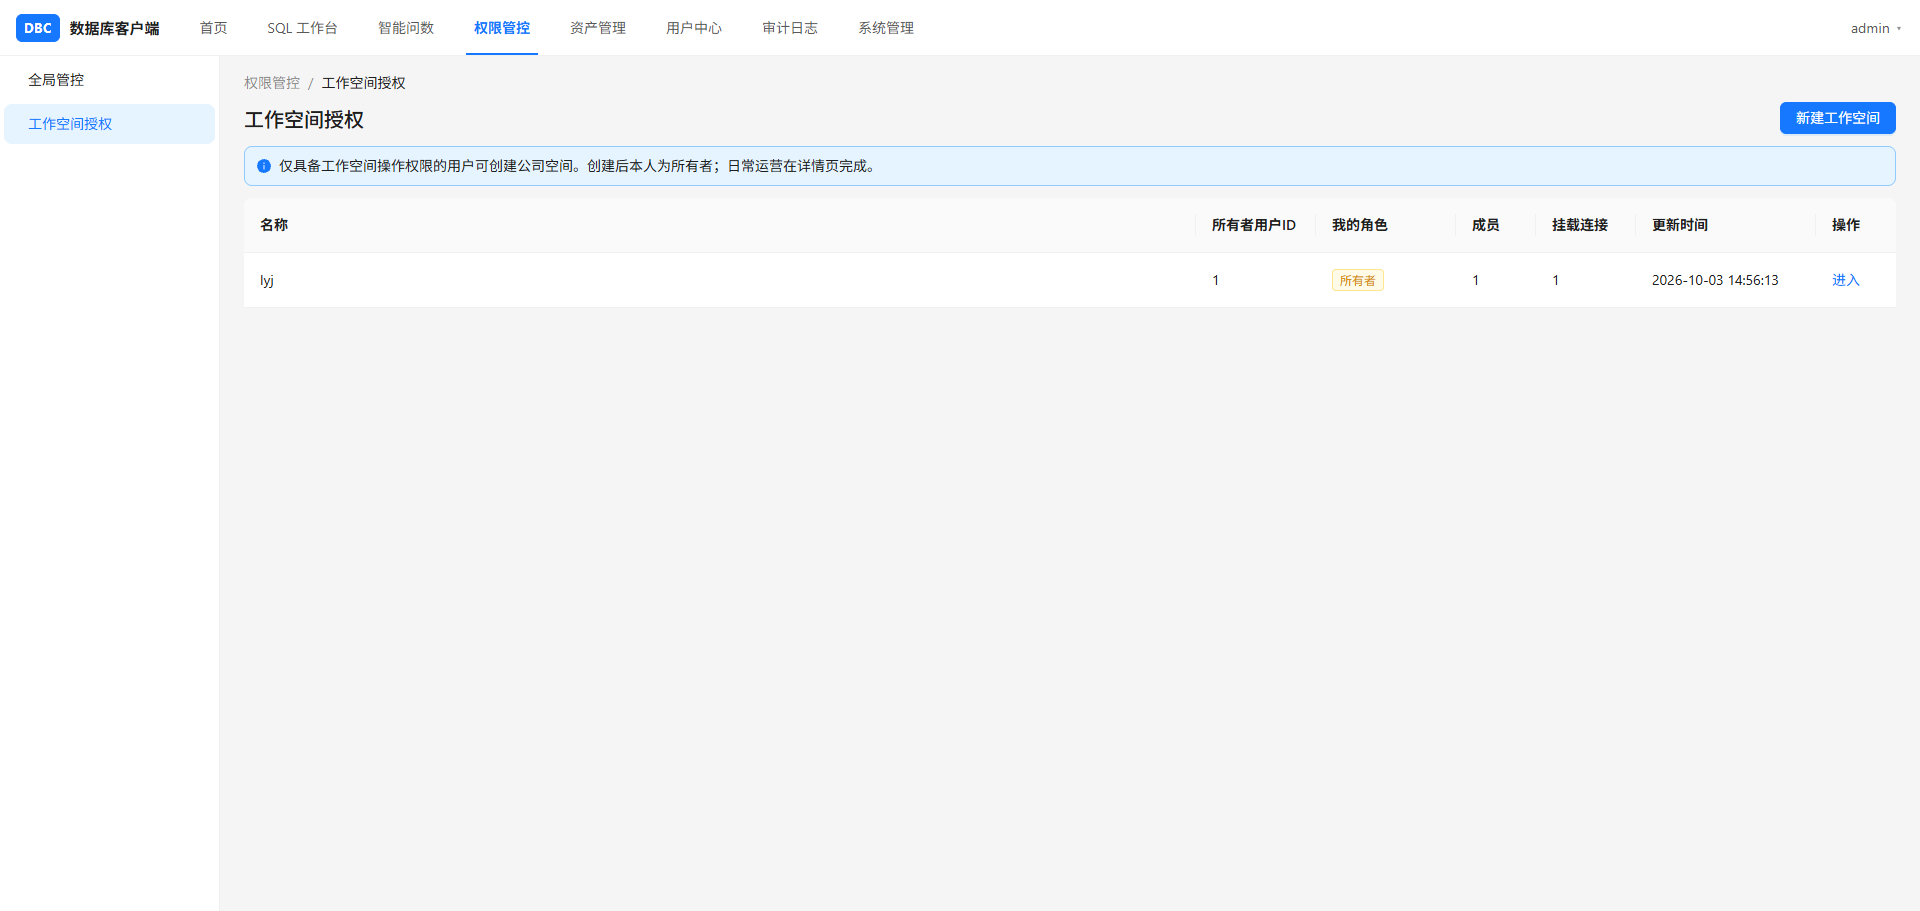 DBC 数据库客户端 首页 SQL 工作台 智能问数 权限管控 资产管理 用户中心 审计日志 系统管理 admin
全局管控
工作空间授权
权限管控 / 工作空间授权
工作空间授权 新建工作空间
仅具备工作空间操作权限的用户可创建公司空间。创建后本人为所有者；日常运营在详情页完成。
名称 所有者用户ID 我的角色 成员 挂载连接 更新时间 操作
lyj 1 所有者 1 1 2026-10-03 14:56:13 进入